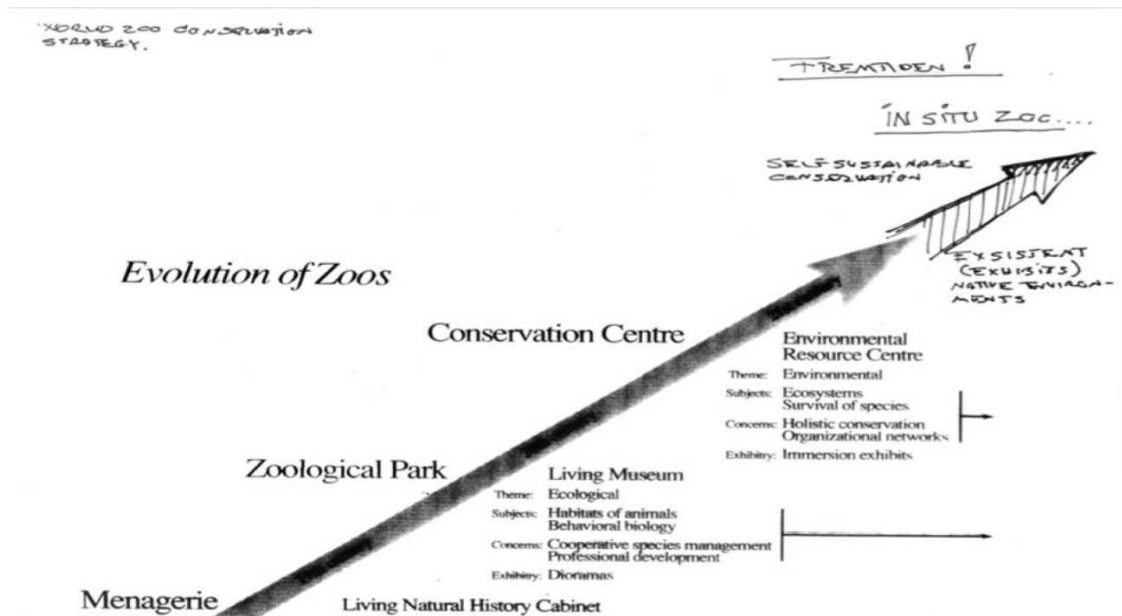 WORLD ZOO CONSERVATION
STRATEGY.
FREMTIDEN!
IN SITU ZOO....
SELF SUSTAINABLE
CONSERVATION
EXSISTENT
(EXHIBITS)
NATIVE ENVIRON-
MENTS
Evolution of Zoos
Conservation Centre
Environmental
Resource Centre
Theme: Environmental
Subjects: Ecosystems
Survival of species
Concerns: Holistic conservation
Organizational networks
Exhibitry: Immersion exhibits
Zoological Park
Living Museum
Theme: Ecological
Subjects: Habitats of animals
Behavioral biology
Concerns: Cooperative species management
Professional development
Exhibitry: Dioramas
Menagerie
Living Natural History Cabinet